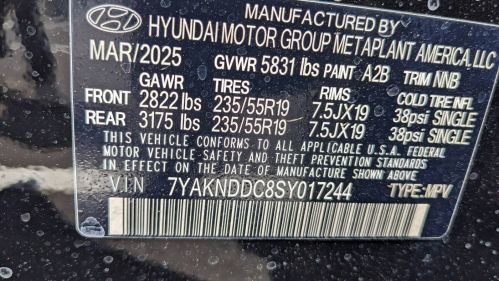 MANUFACTURED BY
HYUNDAI MOTOR GROUP METAPLANT AMERICA, LLC
MAR/2025 GVWR 5831 lbs PAINT A2B TRIM NNB
GAWR TIRES RIMS COLD TIRE INFL
FRONT 2822 lbs 235/55R19 7.5JX19 38psi SINGLE
REAR 3175 lbs 235/55R19 7.5JX19 38psi SINGLE
THIS VEHICLE CONFORMS TO ALL APPLICABLE U.S.A. FEDERAL
MOTOR VEHICLE SAFETY AND THEFT PREVENTION STANDARDS
IN EFFECT ON THE DATE OF MANUFACTURE SHOWN ABOVE.
VIN 7YAKNDDC8SY017244 TYPE:MPV